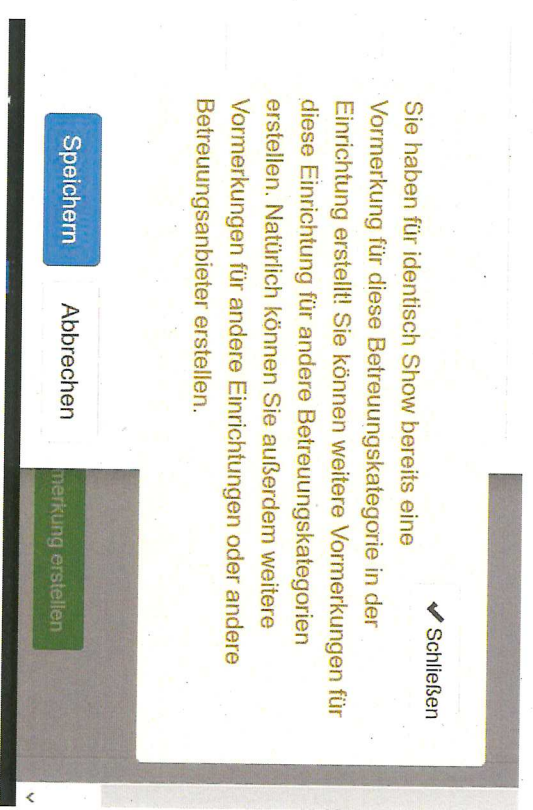 ✔ Schließen
Sie haben für identisch Show bereits eine
Vormerkung für diese Betreuungskategorie in der
Einrichtung erstellt! Sie können weitere Vormerkungen für
diese Einrichtung für andere Betreuungskategorien
erstellen. Natürlich können Sie außerdem weitere
Vormerkungen für andere Einrichtungen oder andere
Betreuungsanbieter erstellen.
Speichern Abbrechen merkung erstellen